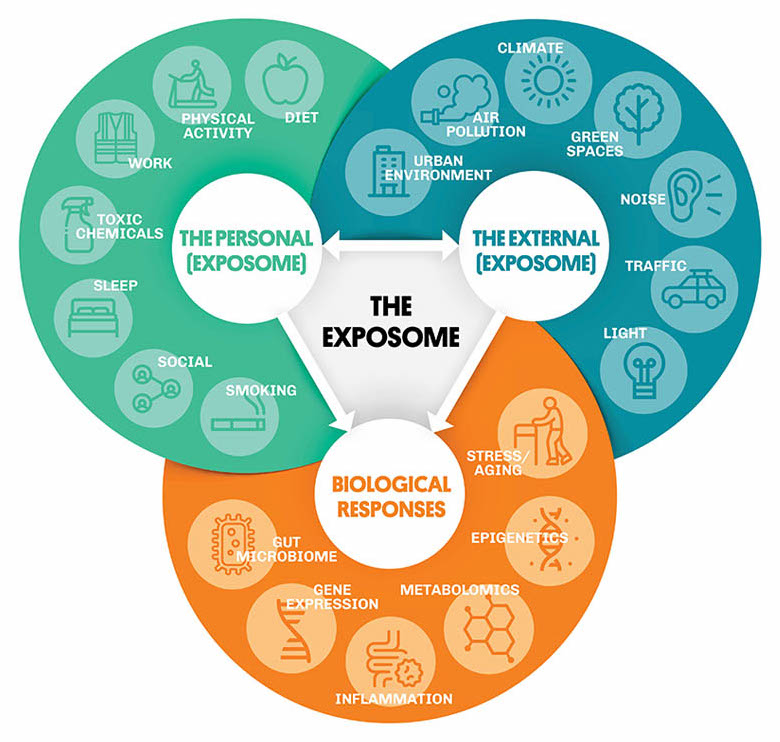 DIET
PHYSICAL
ACTIVITY
WORK
TOXIC
CHEMICALS
SLEEP
SOCIAL
SMOKING
THE PERSONAL
(EXPOSOME)
CLIMATE
AIR
POLLUTION
URBAN
ENVIRONMENT
GREEN
SPACES
NOISE
TRAFFIC
LIGHT
THE EXTERNAL
(EXPOSOME)
THE
EXPOSOME
BIOLOGICAL
RESPONSES
STRESS/
AGING
EPIGENETICS
METABOLOMICS
INFLAMMATION
GENE
EXPRESSION
GUT
MICROBIOME